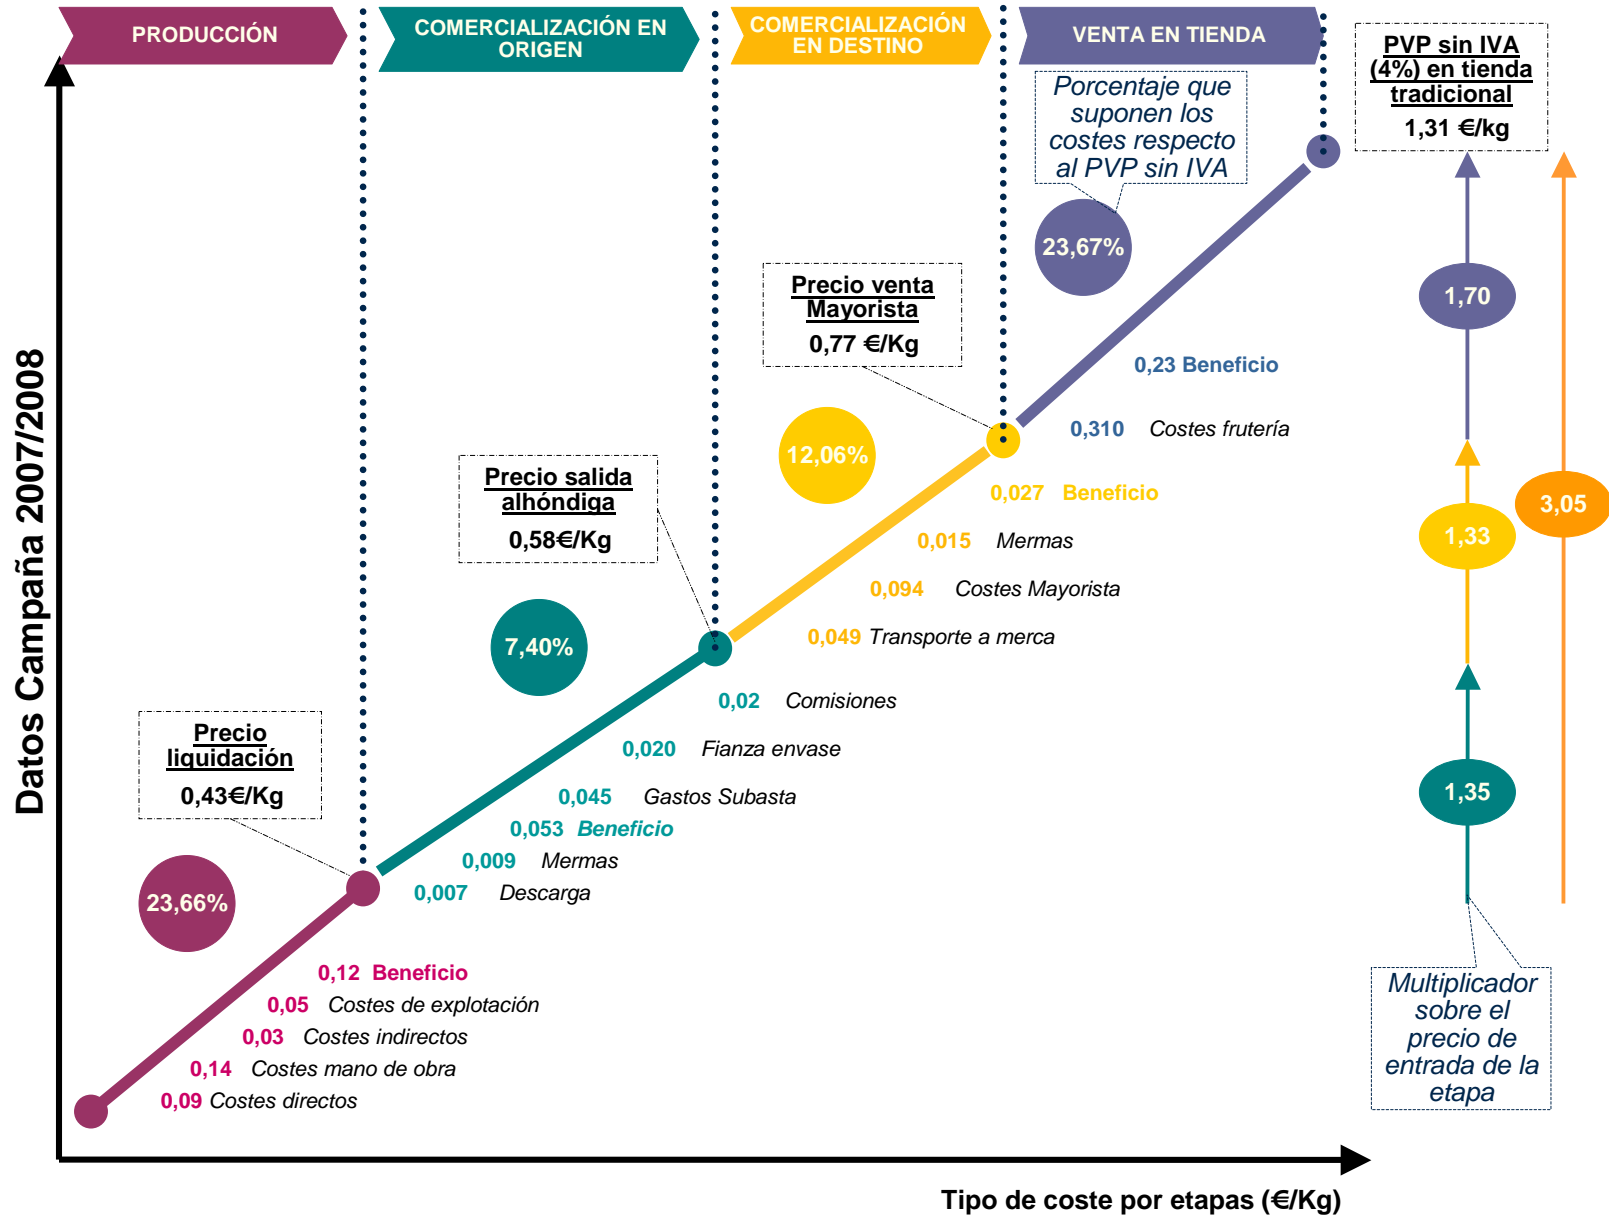 PRODUCCIÓN
COMERCIALIZACIÓN EN
ORIGEN
COMERCIALIZACIÓN
EN DESTINO
VENTA EN TIENDA
PVP sin IVA
(4%) en tienda
tradicional
1,31 €/kg
Porcentaje que
suponen los
costes respecto
al PVP sin IVA
23,67%
Precio venta
Mayorista
0,77 €/Kg
1,70
0,23 Beneficio
0,310 Costes frutería
12,06%
Precio salida
alhóndiga
0,58€/Kg
0,027 Beneficio
0,015 Mermas
0,094 Costes Mayorista
0,049 Transporte a merca
1,33
3,05
7,40%
0,02 Comisiones
0,020 Fianza envase
0,045 Gastos Subasta
0,053 Beneficio
0,009 Mermas
0,007 Descarga
1,35
Precio
liquidación
0,43€/Kg
23,66%
0,12 Beneficio
0,05 Costes de explotación
0,03 Costes indirectos
0,14 Costes mano de obra
0,09 Costes directos
Multiplicador
sobre el
precio de
entrada de la
etapa
Datos Campaña 2007/2008
Tipo de coste por etapas (€/Kg)